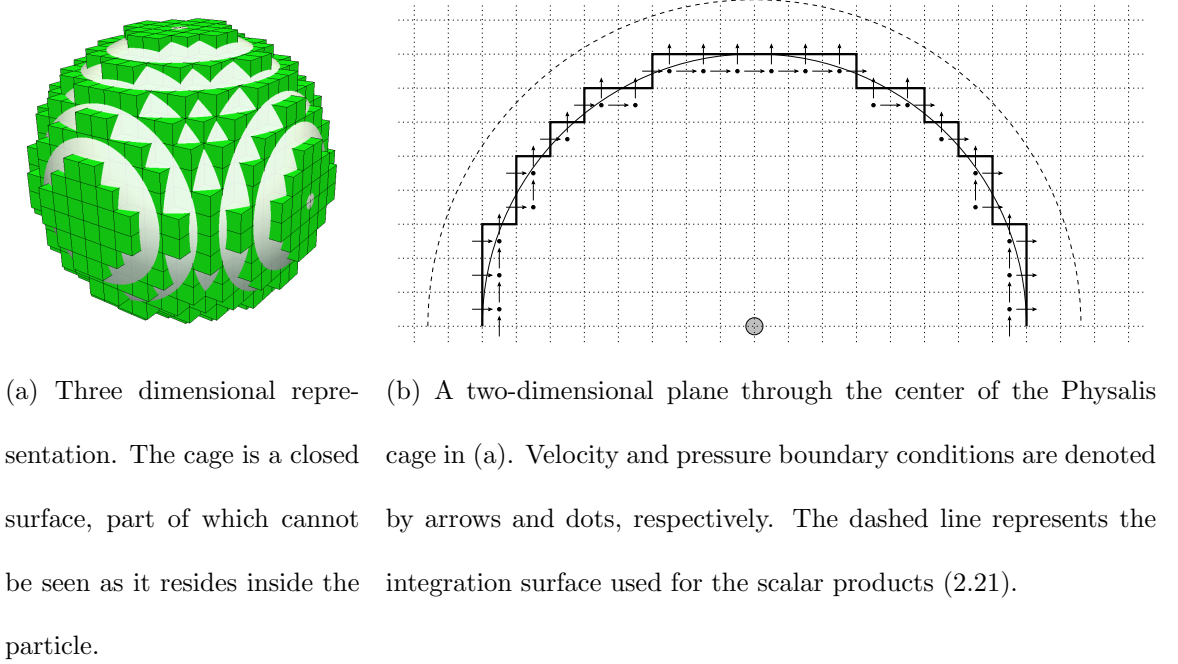 (a) Three dimensional repre-
sentation. The cage is a closed
surface, part of which cannot
be seen as it resides inside the
particle.
(b) A two-dimensional plane through the center of the Physalis
cage in (a). Velocity and pressure boundary conditions are denoted
by arrows and dots, respectively. The dashed line represents the
integration surface used for the scalar products (2.21).